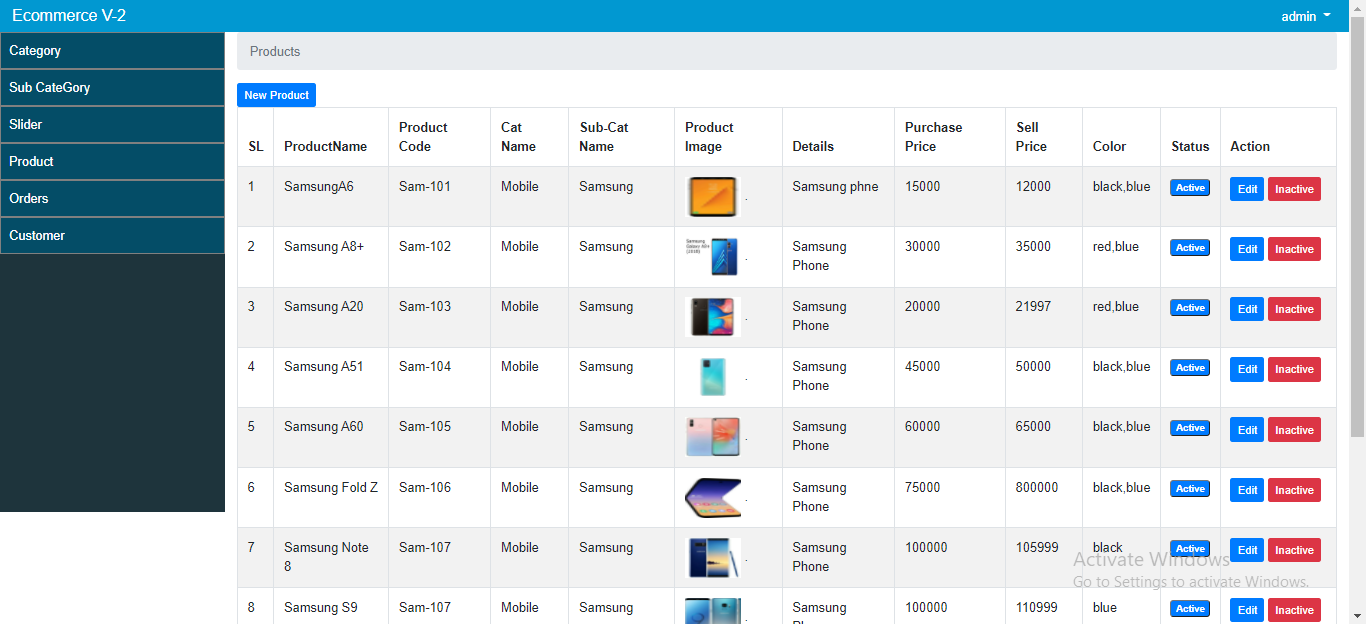 Ecommerce V-2
admin
Category
Sub CateGory
Slider
Product
Orders
Customer
Products
New Product
SL ProductName Product Code Cat Name Sub-Cat Name Product Image Details Purchase Price Sell Price Color Status Action
1 SamsungA6 Sam-101 Mobile Samsung . Samsung phne 15000 12000 black,blue Active Edit Inactive
2 Samsung A8+ Sam-102 Mobile Samsung . Samsung Phone 30000 35000 red,blue Active Edit Inactive
3 Samsung A20 Sam-103 Mobile Samsung . Samsung Phone 20000 21997 red,blue Active Edit Inactive
4 Samsung A51 Sam-104 Mobile Samsung . Samsung Phone 45000 50000 black,blue Active Edit Inactive
5 Samsung A60 Sam-105 Mobile Samsung . Samsung Phone 60000 65000 black,blue Active Edit Inactive
6 Samsung Fold Z Sam-106 Mobile Samsung . Samsung Phone 75000 800000 black,blue Active Edit Inactive
7 Samsung Note 8 Sam-107 Mobile Samsung . Samsung Phone 100000 105999 black Active Edit Inactive
8 Samsung S9 Sam-107 Mobile Samsung . Samsung 100000 110999 blue Active Edit Inactive
Activate Windows
Go to Settings to activate Windows.